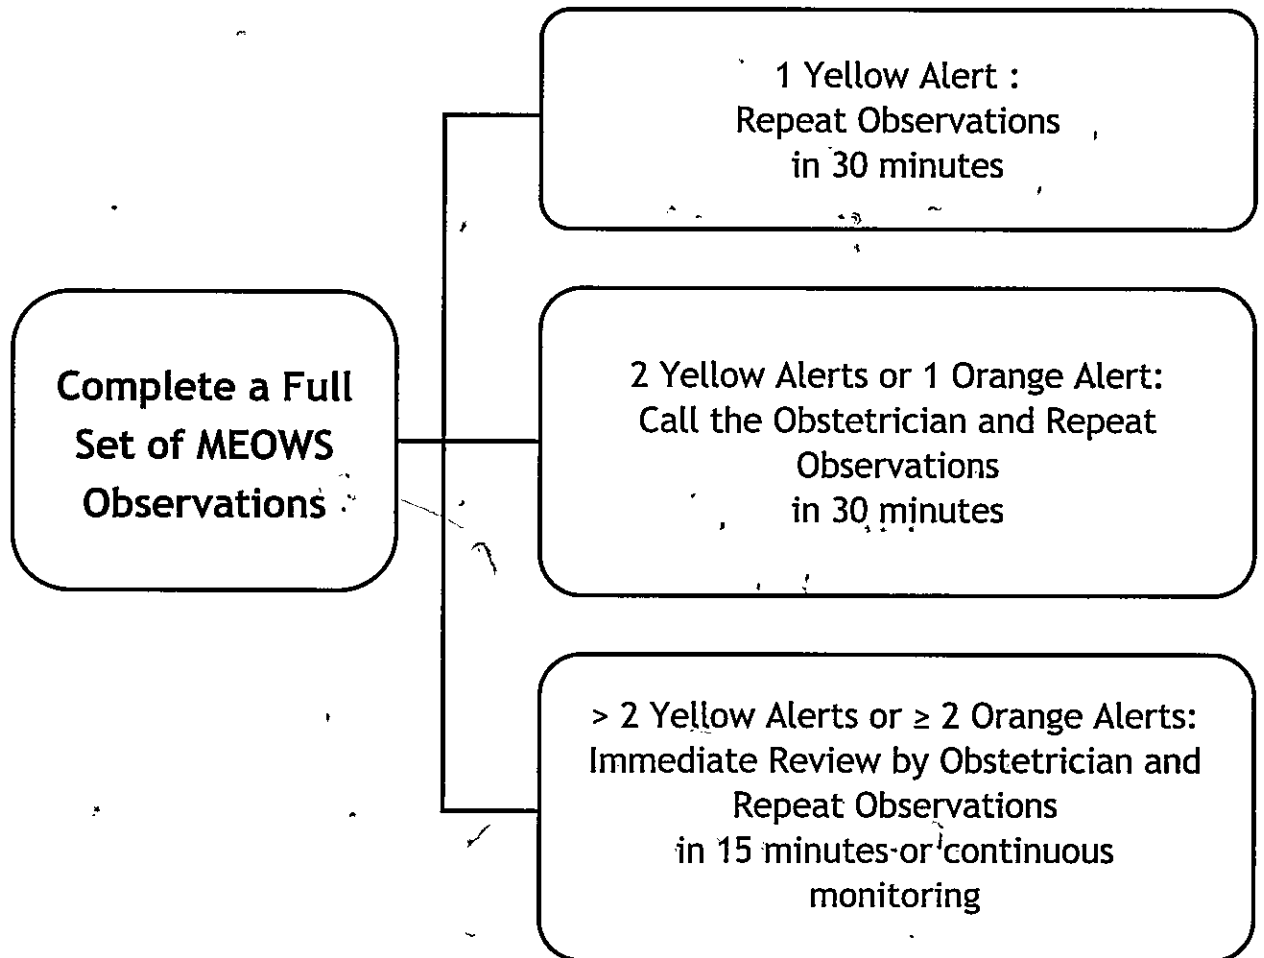 Complete a Full
Set of MEOWS
Observations
1 Yellow Alert :
Repeat Observations
in 30 minutes
2 Yellow Alerts or 1 Orange Alert:
Call the Obstetrician and Repeat
Observations
in 30 minutes
> 2 Yellow Alerts or ≥ 2 Orange Alerts:
Immediate Review by Obstetrician and
Repeat Observations
in 15 minutes or continuous
monitoring